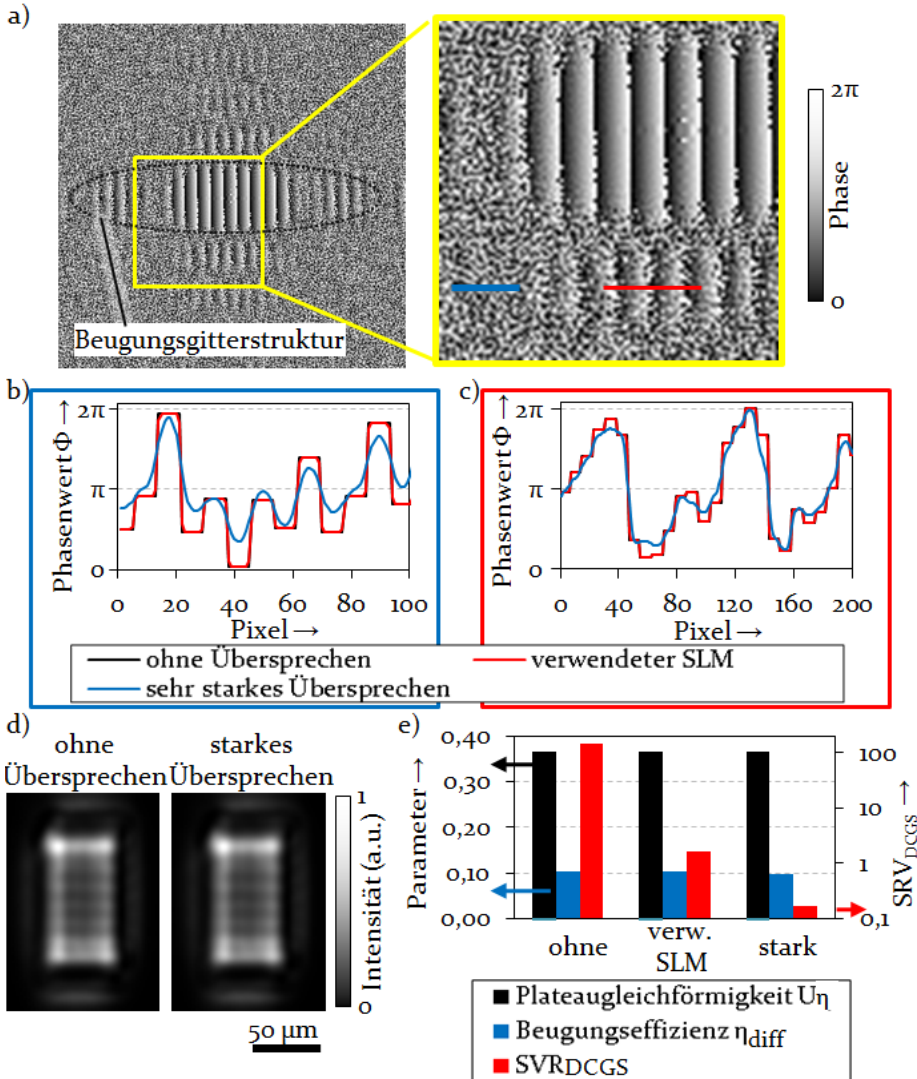 a)
2π
Phase
0
Beugungsgitterstruktur
b)
Phasenwert Φ →
2π
π
0
0 20 40 60 80 100
Pixel →
c)
Phasenwert Φ →
2π
π
0
0 40 80 120 160 200
Pixel →
ohne Übersprechen
verwendeter SLM
sehr starkes Übersprechen
d)
ohne
Übersprechen
starkes
Übersprechen
1
Intensität (a.u.)
0
50 µm
e)
Parameter →
0,40
0,30
0,20
0,10
0,00
100
10
1
0,1
SRV_DCGS →
ohne
verw.
SLM
stark
Plateaugleichförmigkeit Uη
Beugungseffizienz η_diff
SVR_DCGS